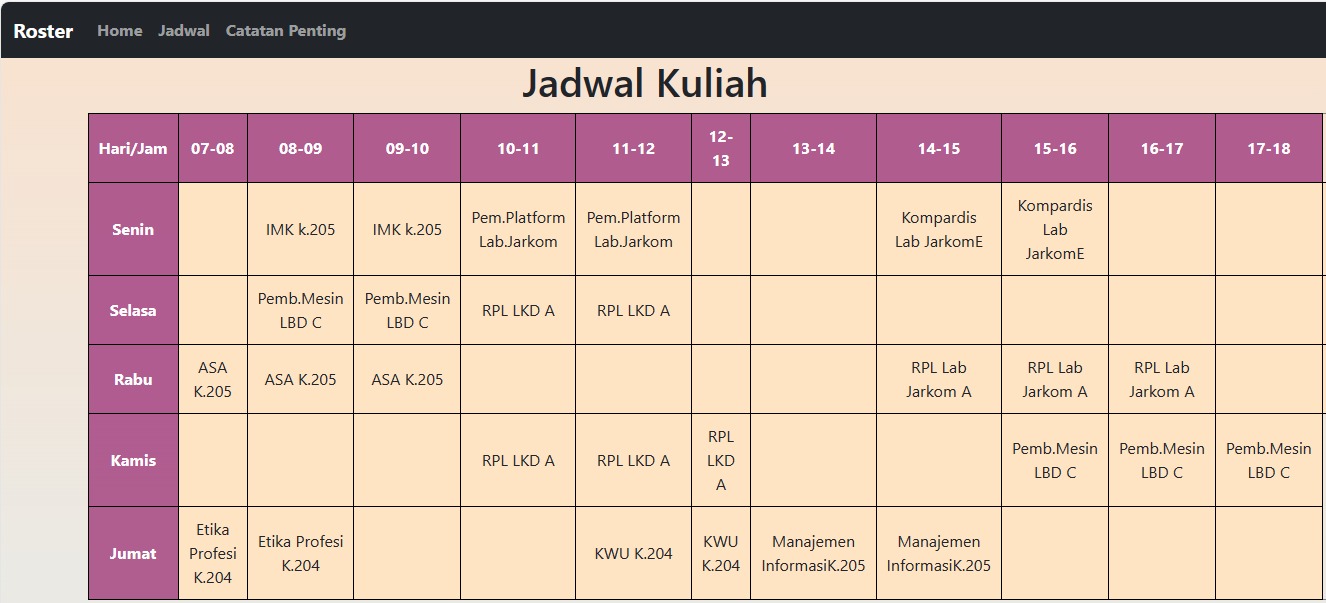 Roster Home Jadwal Catatan Penting
Jadwal Kuliah
Hari/Jam 07-08 08-09 09-10 10-11 11-12 12-
13 13-14 14-15 15-16 16-17 17-18
Senin
IMK k.205
IMK k.205
Pem.Platform
Lab.Jarkom
Pem.Platform
Lab.Jarkom
Kompardis
Lab JarkomE
Kompardis
Lab
JarkomE
Selasa
Pemb.Mesin
LBD C
Pemb.Mesin
LBD C
RPL LKD A
RPL LKD A
Rabu
ASA
K.205
ASA K.205
ASA K.205
RPL Lab
Jarkom A
RPL Lab
Jarkom A
RPL Lab
Jarkom A
Kamis
RPL LKD A
RPL LKD A
RPL
LKD
A
Pemb.Mesin
LBD C
Pemb.Mesin
LBD C
Pemb.Mesin
LBD C
Jumat
Etika
Profesi
K.204
Etika Profesi
K.204
KWU K.204
KWU
K.204
Manajemen
InformasiK.205
Manajemen
InformasiK.205